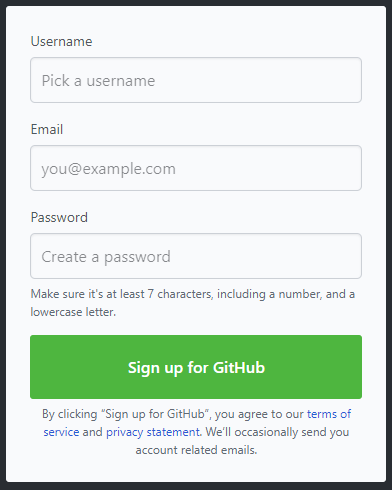 Username
Pick a username
Email
you@example.com
Password
Create a password
Make sure it's at least 7 characters, including a number, and a
lowercase letter.
Sign up for GitHub
By clicking “Sign up for GitHub”, you agree to our terms of
service and privacy statement. We’ll occasionally send you
account related emails.